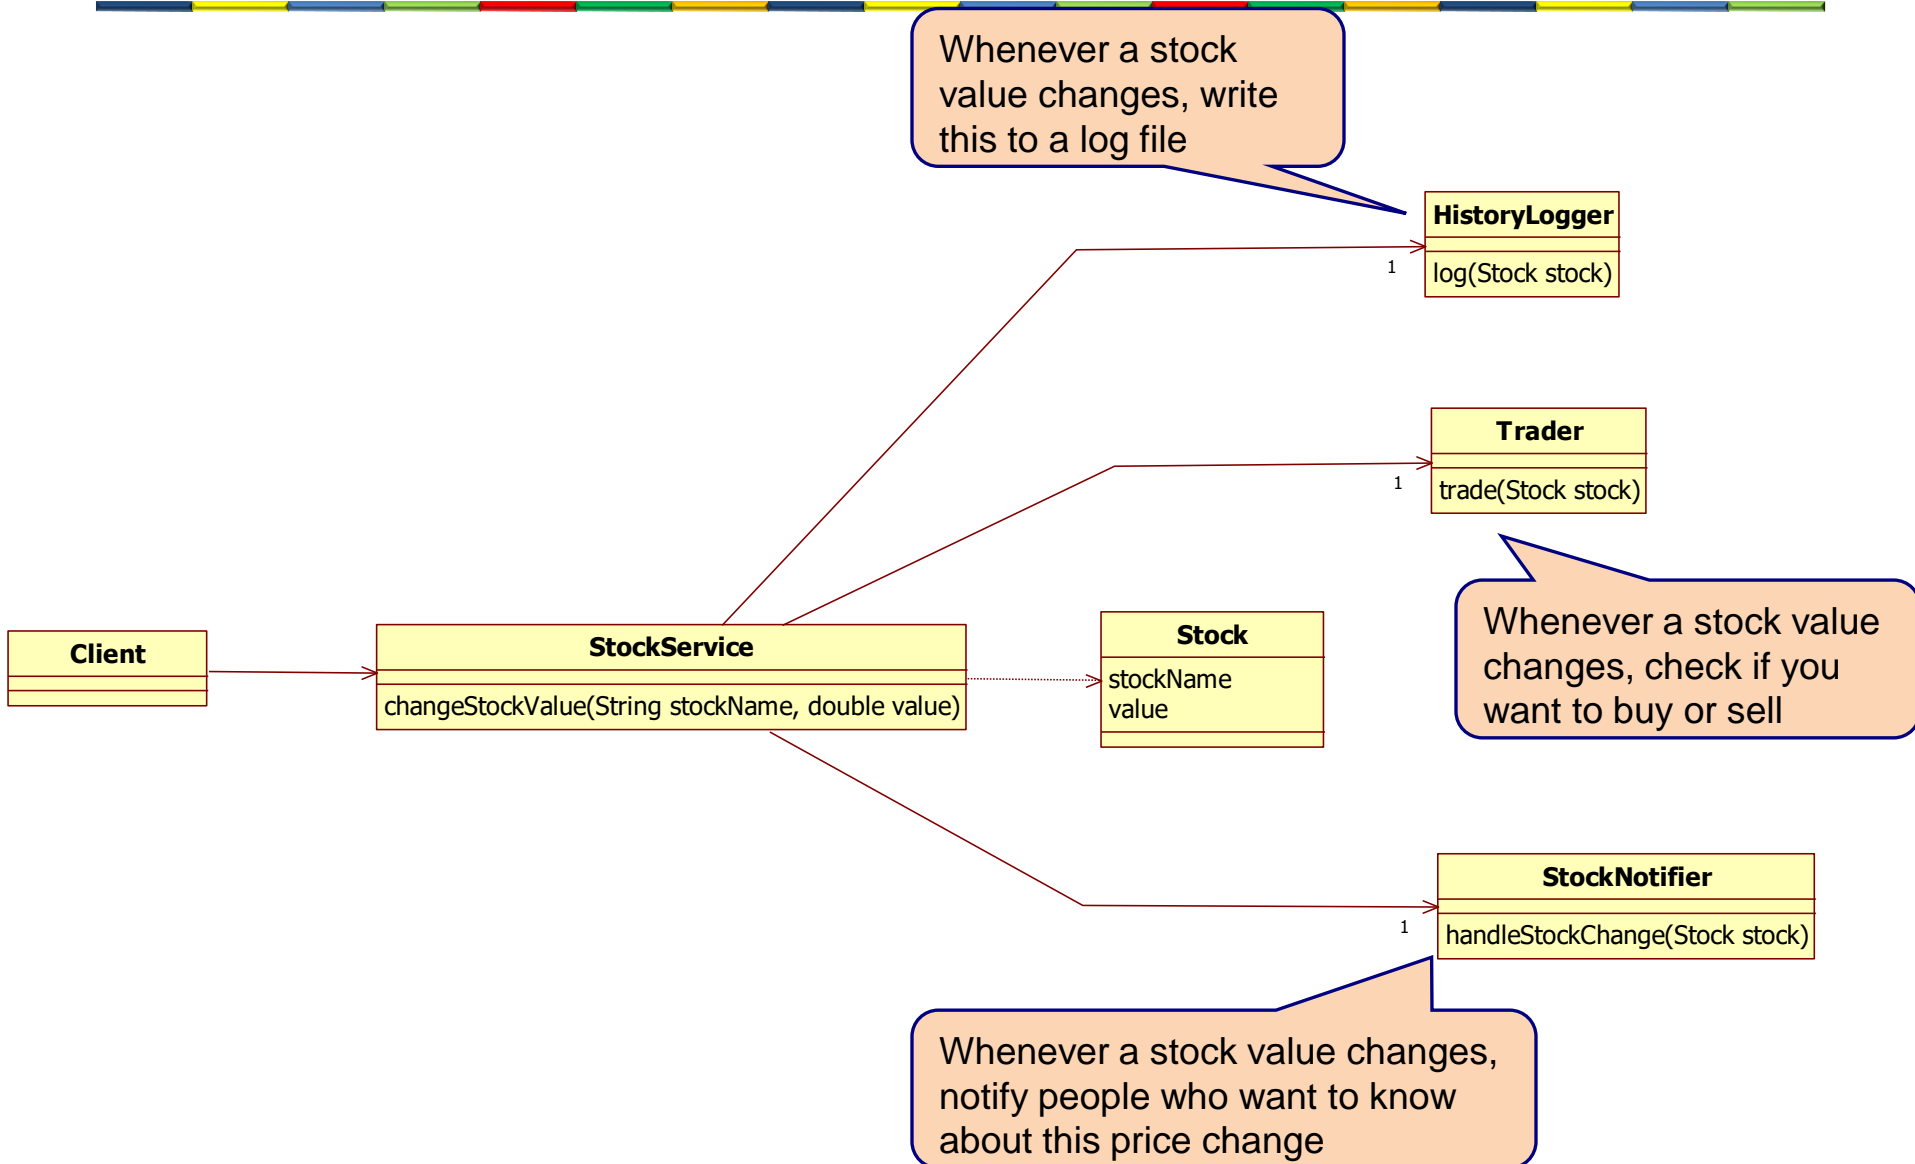 Whenever a stock
value changes, write
this to a log file
HistoryLogger
1
log(Stock stock)
Trader
1
trade(Stock stock)
Whenever a stock value
changes, check if you
want to buy or sell
Client
StockService
changeStockValue(String stockName, double value)
Stock
stockName
value
StockNotifier
1
handleStockChange(Stock stock)
Whenever a stock value changes,
notify people who want to know
about this price change